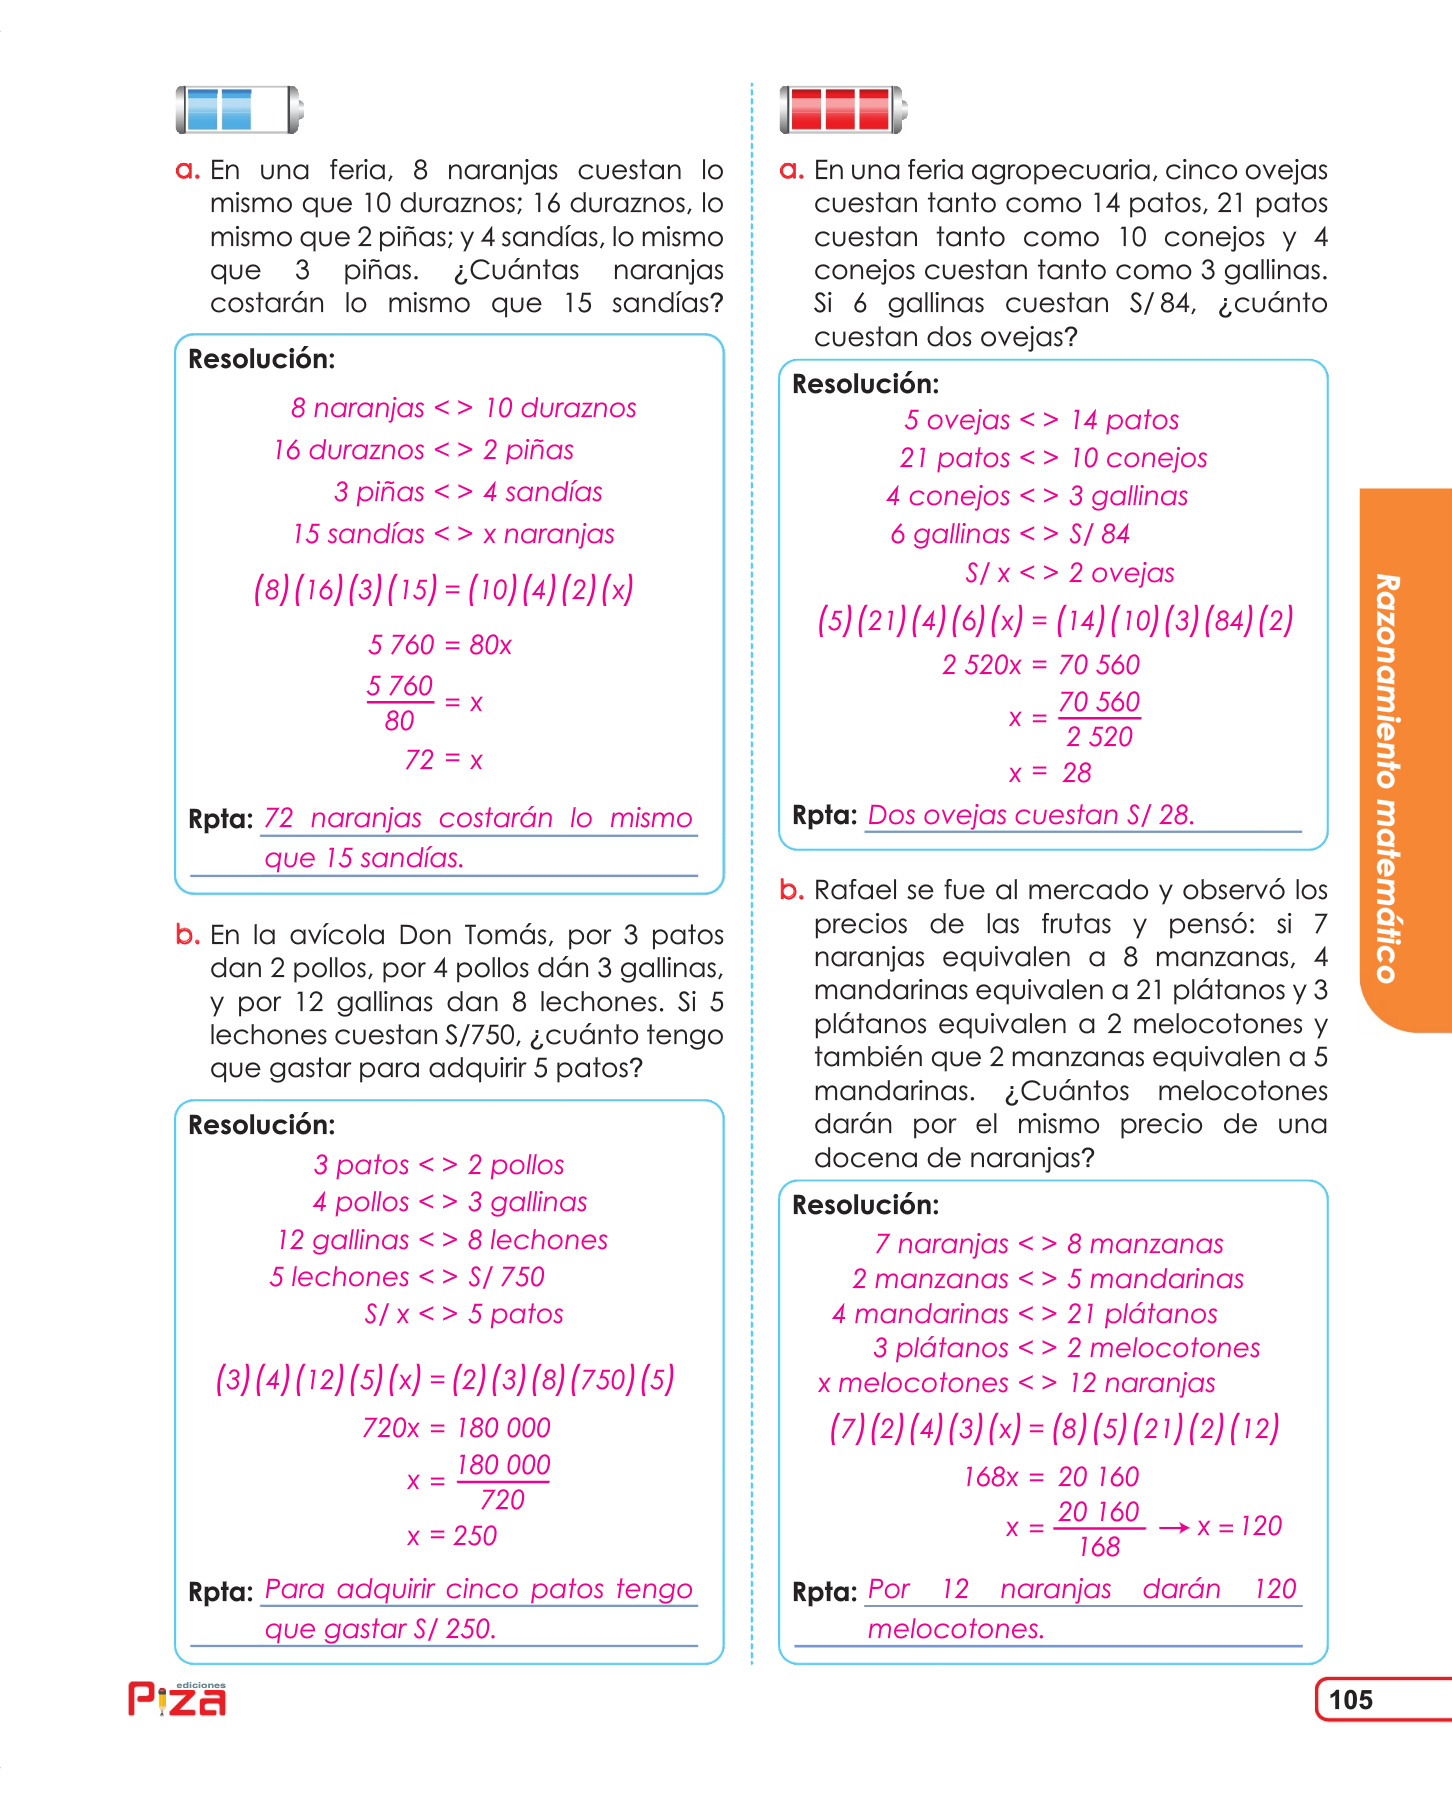 a. En una feria, 8 naranjas cuestan lo
mismo que 10 duraznos; 16 duraznos, lo
mismo que 2 piñas; y 4 sandías, lo mismo
que 3 piñas. ¿Cuántas naranjas
costarán lo mismo que 15 sandías?
Resolución:
8 naranjas < > 10 duraznos
16 duraznos < > 2 piñas
3 piñas < > 4 sandías
15 sandías < > x naranjas
(8)(16)(3)(15) = (10)(4)(2)(x)
5 760 = 80x
5 760
80
= x
72 = x
Rpta: 72 naranjas costarán lo mismo
que 15 sandías.
b. En la avícola Don Tomás, por 3 patos
dan 2 pollos, por 4 pollos dán 3 gallinas,
y por 12 gallinas dan 8 lechones. Si 5
lechones cuestan S/750, ¿cuánto tengo
que gastar para adquirir 5 patos?
Resolución:
3 patos < > 2 pollos
4 pollos < > 3 gallinas
12 gallinas < > 8 lechones
5 lechones < > S/ 750
S/ x < > 5 patos
(3)(4)(12)(5)(x) = (2)(3)(8)(750)(5)
720x = 180 000
x =
180 000
720
x = 250
Rpta: Para adquirir cinco patos tengo
que gastar S/ 250.
a. En una feria agropecuaria, cinco ovejas
cuestan tanto como 14 patos, 21 patos
cuestan tanto como 10 conejos y 4
conejos cuestan tanto como 3 gallinas.
Si 6 gallinas cuestan S/ 84, ¿cuánto
cuestan dos ovejas?
Resolución:
5 ovejas < > 14 patos
21 patos < > 10 conejos
4 conejos < > 3 gallinas
6 gallinas < > S/ 84
S/ x < > 2 ovejas
(5)(21)(4)(6)(x) = (14)(10)(3)(84)(2)
2 520x = 70 560
x =
70 560
2 520
x = 28
Rpta: Dos ovejas cuestan S/ 28.
b. Rafael se fue al mercado y observó los
precios de las frutas y pensó: si 7
naranjas equivalen a 8 manzanas, 4
mandarinas equivalen a 21 plátanos y 3
plátanos equivalen a 2 melocotones y
también que 2 manzanas equivalen a 5
mandarinas. ¿Cuántos melocotones
darán por el mismo precio de una
docena de naranjas?
Resolución:
7 naranjas < > 8 manzanas
2 manzanas < > 5 mandarinas
4 mandarinas < > 21 plátanos
3 plátanos < > 2 melocotones
x melocotones < > 12 naranjas
(7)(2)(4)(3)(x) = (8)(5)(21)(2)(12)
168x = 20 160
x =
20 160
168
→ x = 120
Rpta: Por 12 naranjas darán 120
melocotones.
Razonamiento matemático
ediciones
Piza
105